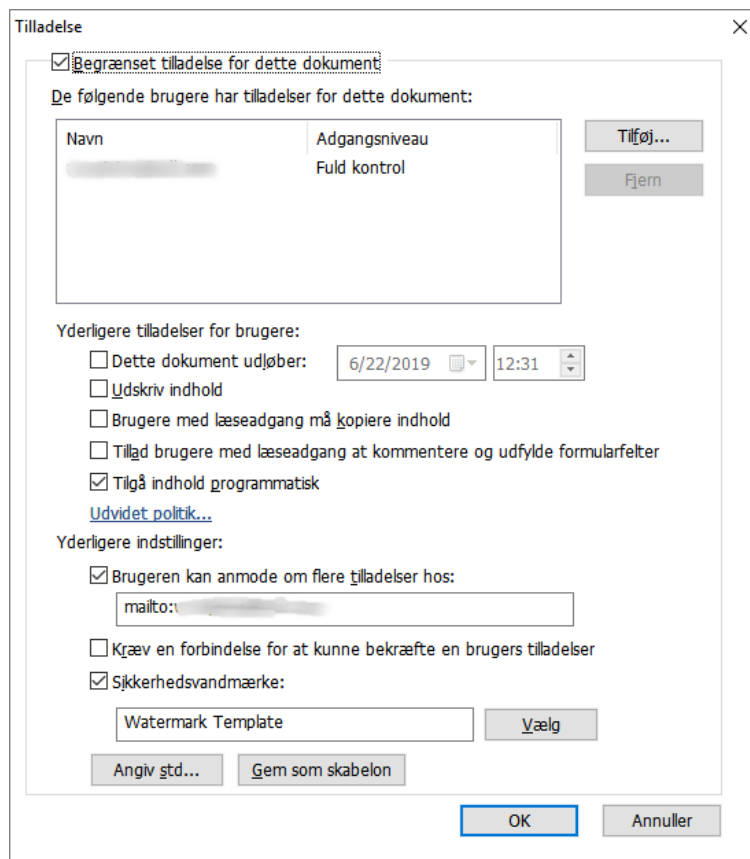 Tilladelse
Begrænset tilladelse for dette dokument
De følgende brugere har tilladelser for dette dokument:
Navn Adgangsniveau
Fuld kontrol
Tilføj...
Fjern
Yderligere tilladelser for brugere:
Dette dokument udløber: 6/22/2019 12:31
Udskriv indhold
Brugere med læseadgang må kopiere indhold
Tillad brugere med læseadgang at kommentere og udfylde formularfelter
Tilgå indhold programmatisk
Udvidet politik...
Yderligere indstillinger:
Brugeren kan anmode om flere tilladelser hos:
mailto:
Kræv en forbindelse for at kunne bekræfte en brugers tilladelser
Sikkerhedsvandmærke:
Watermark Template Vælg
Angiv std... Gem som skabelon
OK Annuller